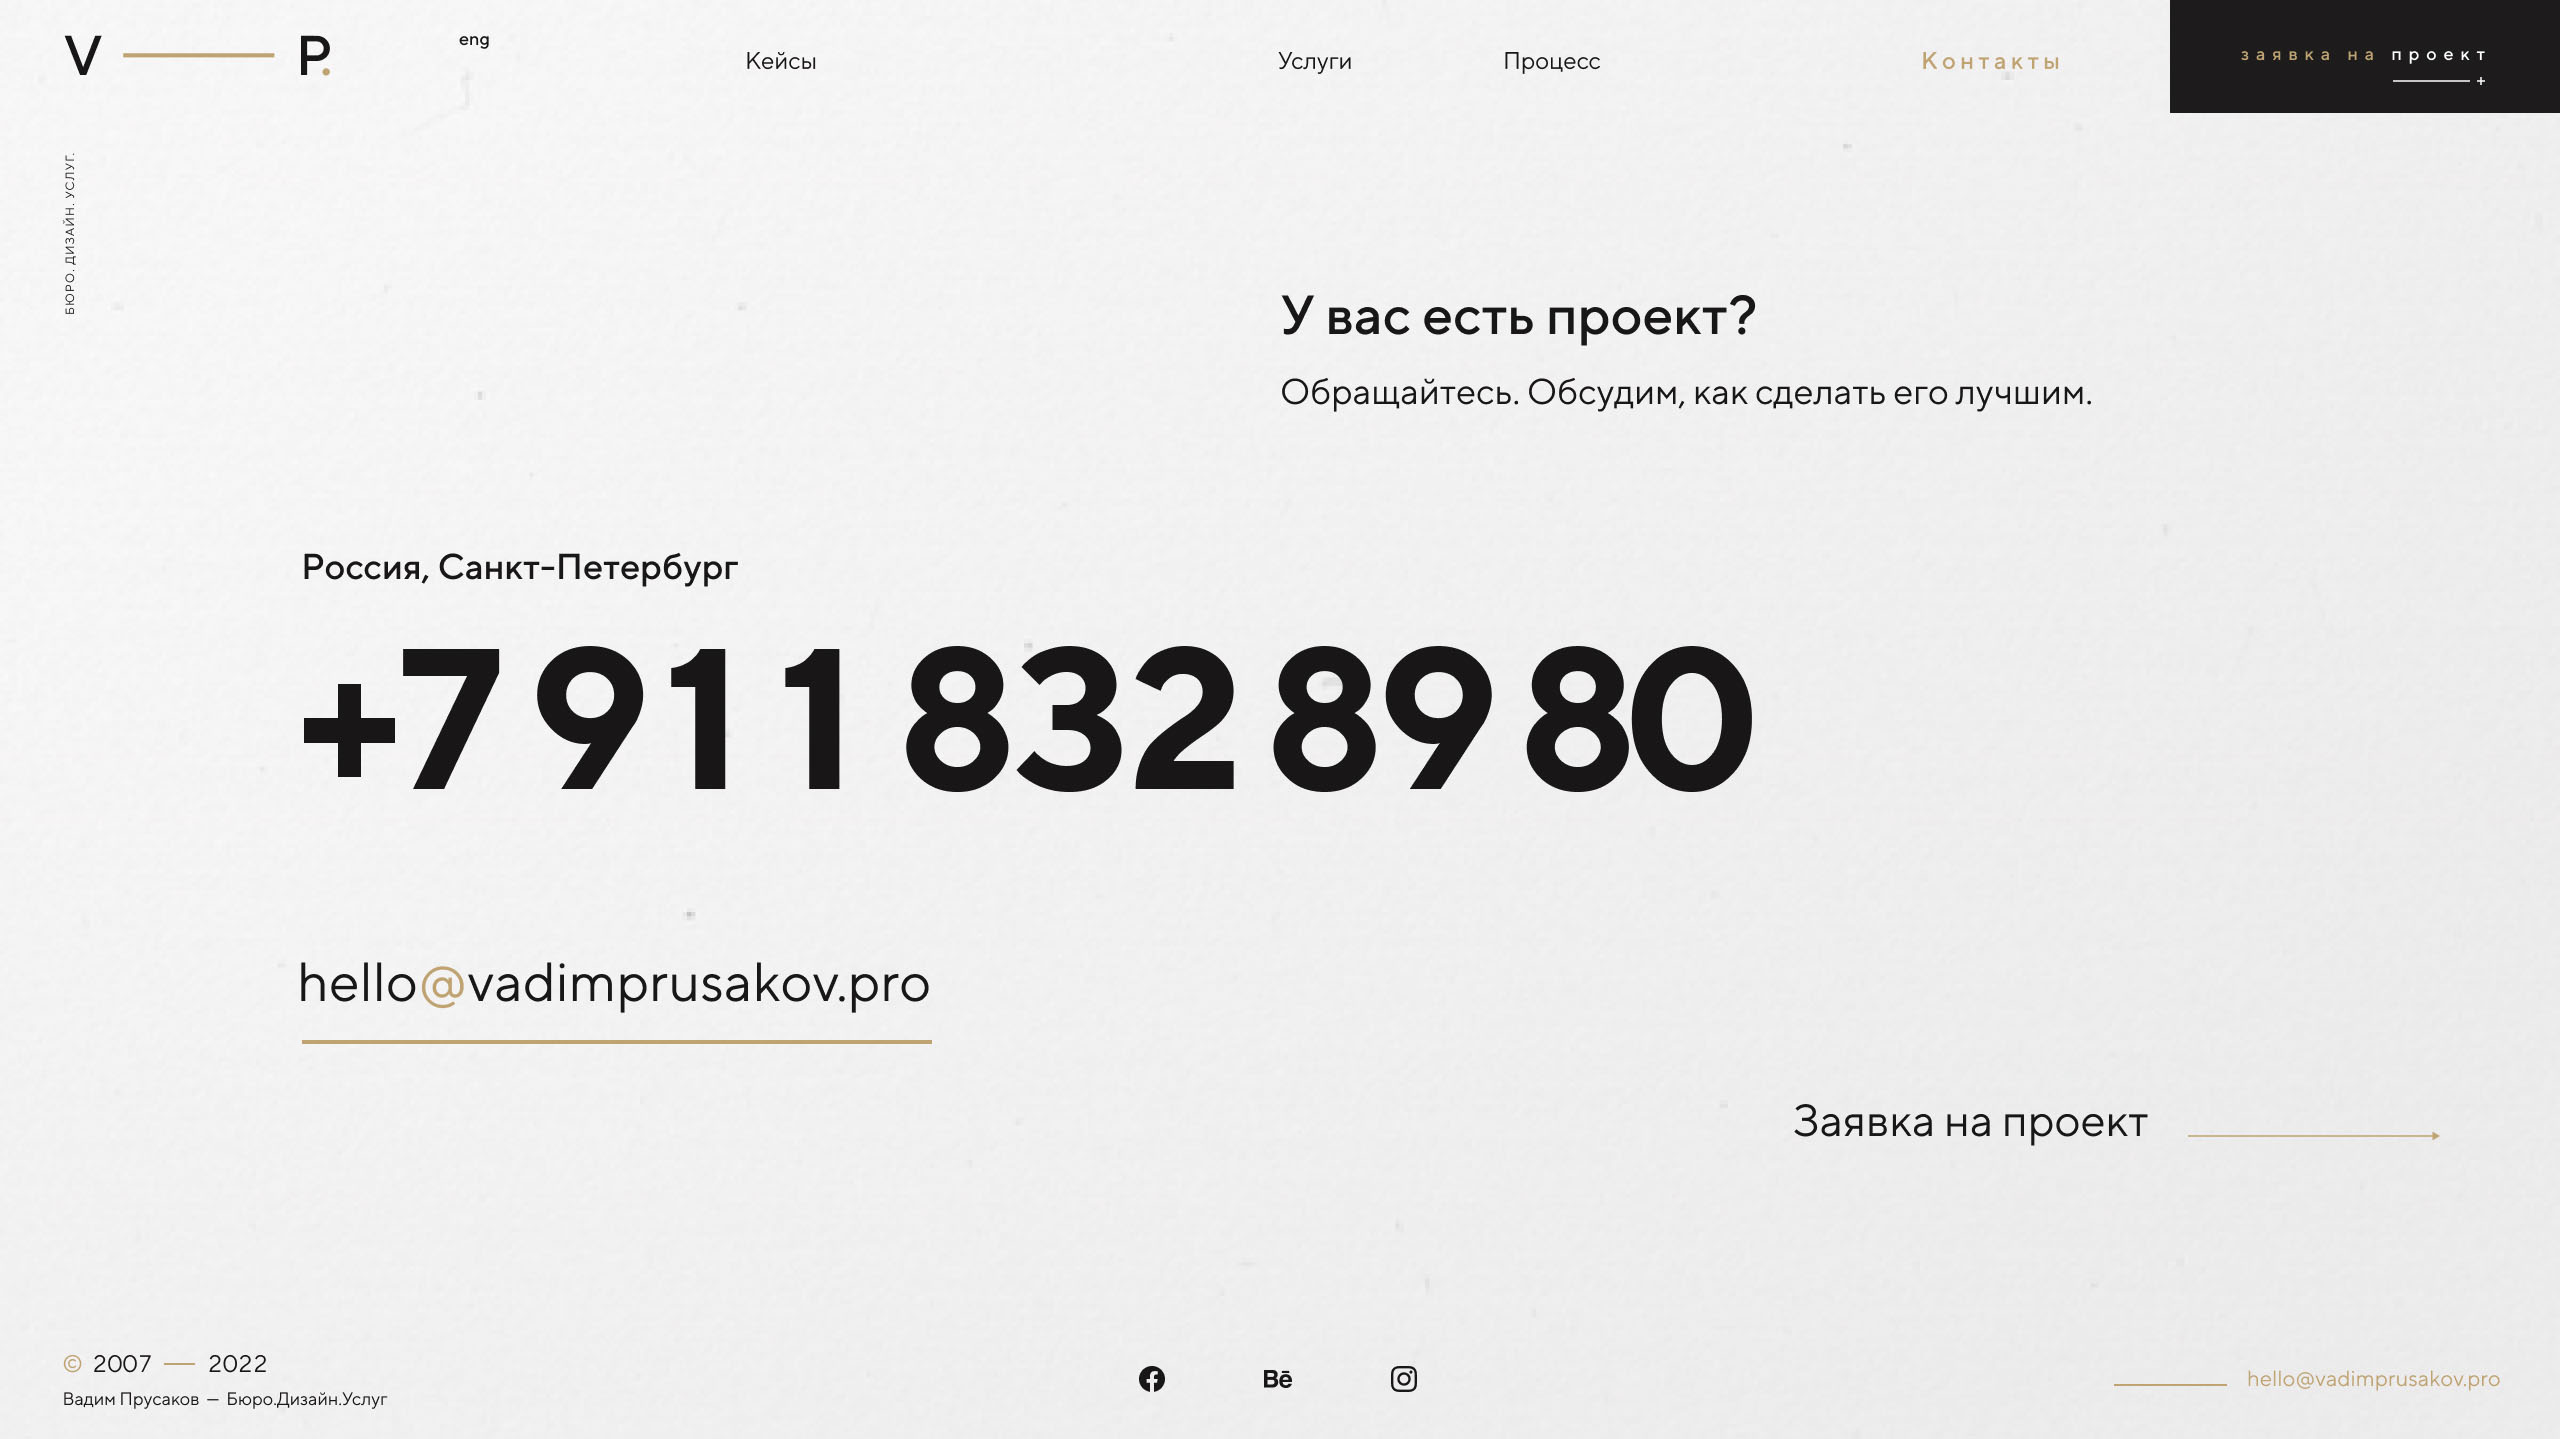 V P.
eng
Кейсы
Услуги
Процесс
Контакты
заявка на проект
+
БЮРО. ДИЗАЙН. УСЛУГ.
У вас есть проект?
Обращайтесь. Обсудим, как сделать его лучшим.
Россия, Санкт-Петербург
+7 911 832 89 80
hello@vadimprusakov.pro
Заявка на проект
© 2007 — 2022
Вадим Прусаков — Бюро.Дизайн.Услуг
Bē
hello@vadimprusakov.pro